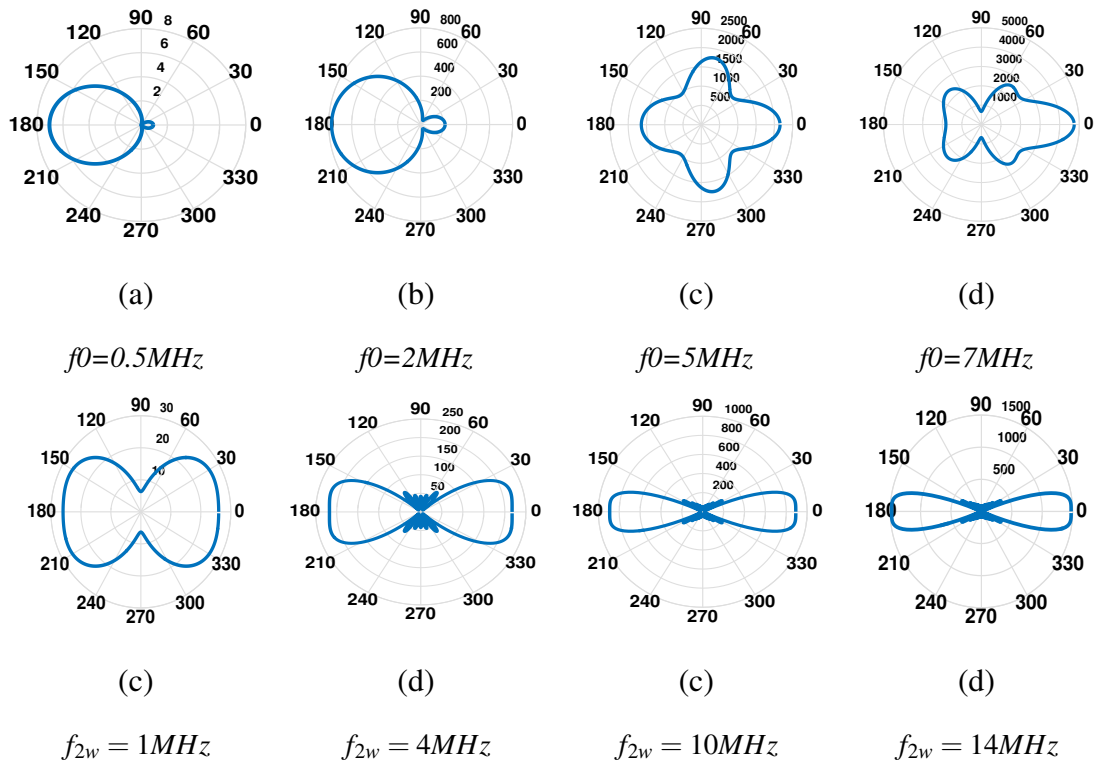 90 8 90 800 90 2500 90 5000
120 6 60 120 600 60 120 2000 60 120 4000 60
4 400 1500 3000
150 2 30 150 200 30 150 1000 30 150 2000 30
500 1000
180 0 180 0 180 0 180 0
210 330 210 330 210 330 210 330
240 300 240 300 240 300 240 300
270 270 270 270
(a) (b) (c) (d)
f0=0.5MHz f0=2MHz f0=5MHz f0=7MHz
90 30 90 250 90 1000 90 1500
120 60 120 200 60 120 800 60 120 60
20 150 600 1000
150 10 30 150 100 30 150 400 30 150 500 30
50 200
180 0 180 0 180 0 180 0
210 330 210 330 210 330 210 330
240 300 240 300 240 300 240 300
270 270 270 270
(c) (d) (c) (d)
f2w = 1MHz f2w = 4MHz f2w = 10MHz f2w = 14MHz